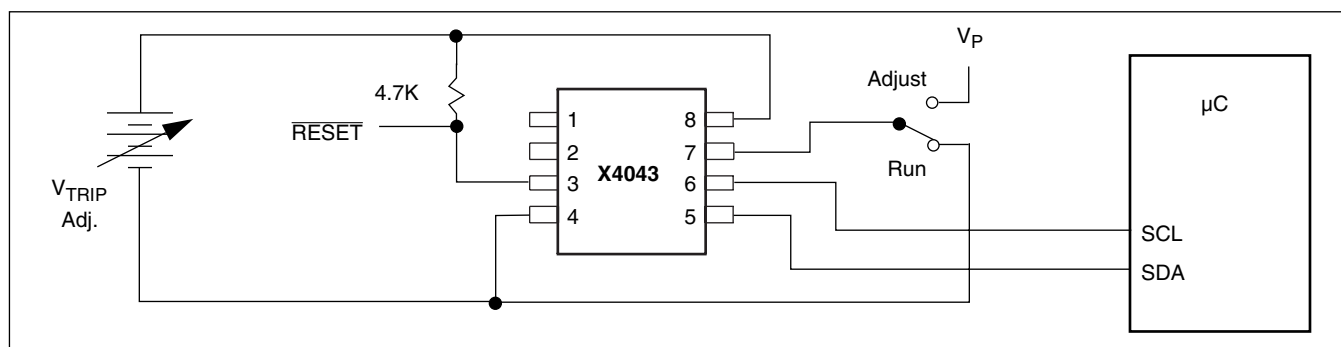 V_P
Adjust
µC
4.7K
R̅E̅S̅E̅T̅
1
8
2
7
Run
X4043
3
6
V_TRIP
Adj.
4
5
SCL
SDA